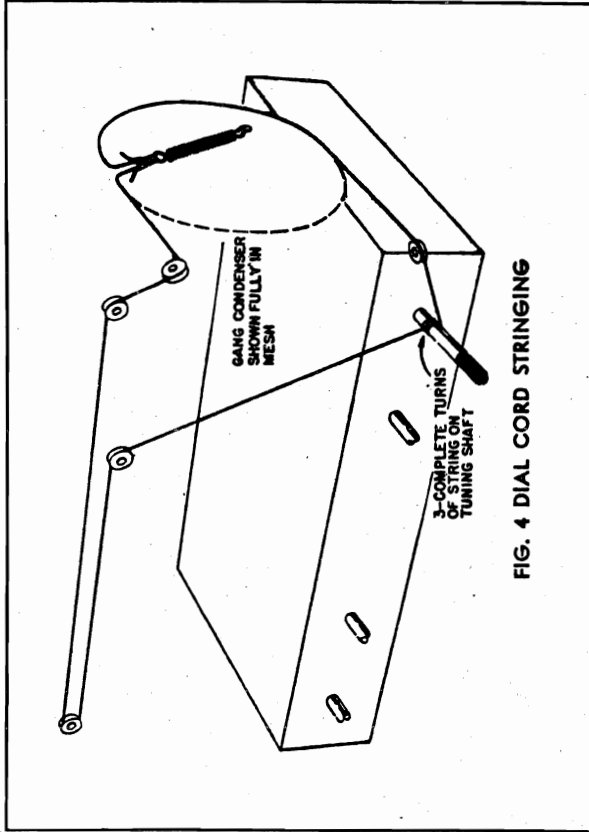 GANG CONDENSER
SHOWN FULLY IN
MESH
3-COMPLETE TURNS
OF STRING ON
TUNING SHAFT
FIG. 4 DIAL CORD STRINGING